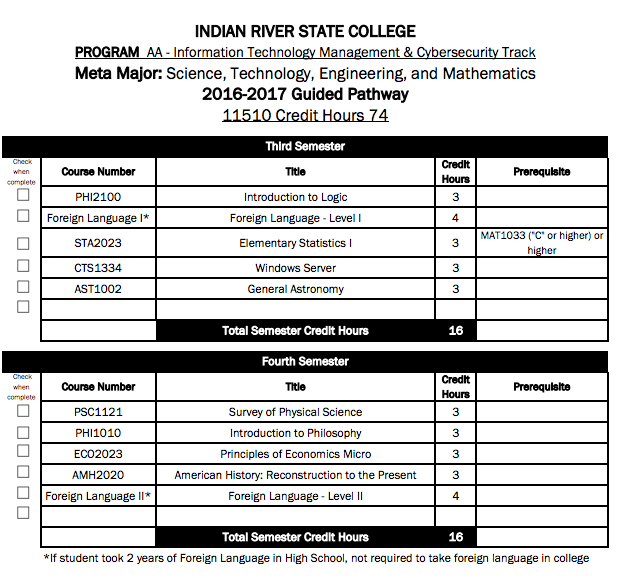 INDIAN RIVER STATE COLLEGE
PROGRAM AA - Information Technology Management & Cybersecurity Track
Meta Major: Science, Technology, Engineering, and Mathematics
2016-2017 Guided Pathway
11510 Credit Hours 74
Third Semester
Check when complete Course Number Title Credit Hours Prerequisite
PHI2100 Introduction to Logic 3
Foreign Language I* Foreign Language - Level I 4
STA2023 Elementary Statistics I 3 MAT1033 ("C" or higher) or higher
CTS1334 Windows Server 3
AST1002 General Astronomy 3
Total Semester Credit Hours 16
Fourth Semester
Check when complete Course Number Title Credit Hours Prerequisite
PSC1121 Survey of Physical Science 3
PHI1010 Introduction to Philosophy 3
ECO2023 Principles of Economics Micro 3
AMH2020 American History: Reconstruction to the Present 3
Foreign Language II* Foreign Language - Level II 4
Total Semester Credit Hours 16
*If student took 2 years of Foreign Language in High School, not required to take foreign language in college